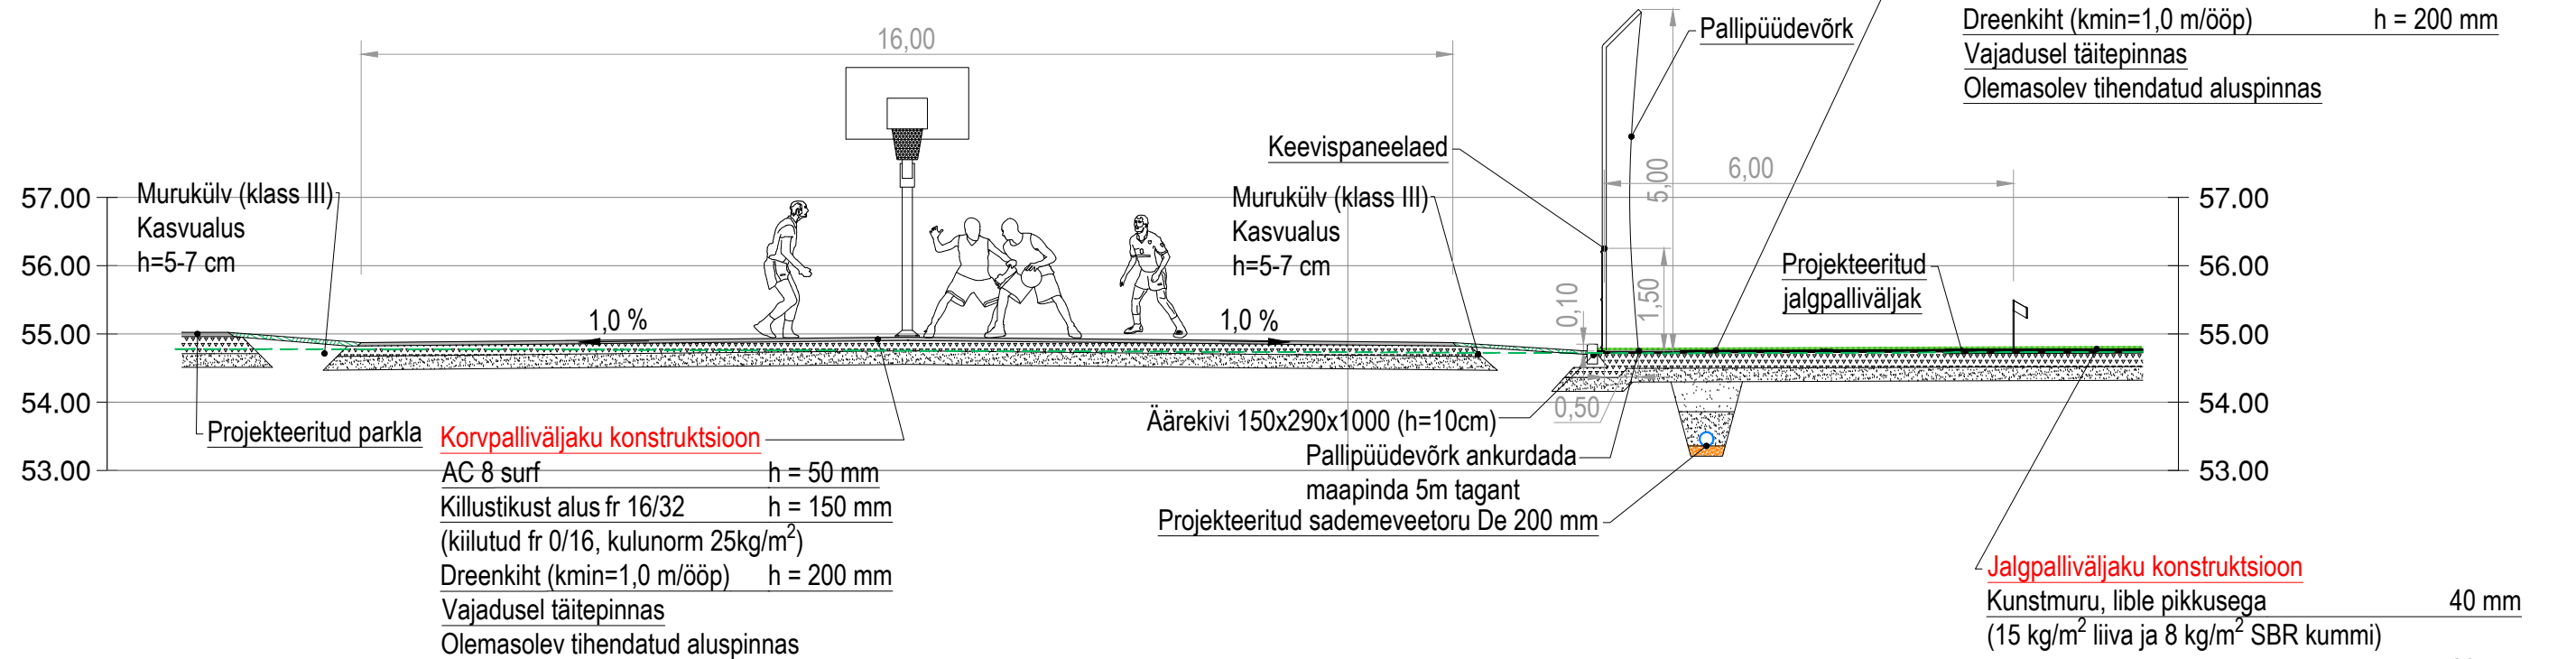 16,00
Pallipüüdevõrk
Dreenkiht (kmin=1,0 m/ööp) h = 200 mm
Vajadusel täitepinnas
Olemasolev tihendatud aluspinnas
Keevispaneelaed
5,00
6,00
57.00
Murukülv (klass III)
Kasvualus
h=5-7 cm
Murukülv (klass III)
Kasvualus
h=5-7 cm
57.00
56.00
56.00
Projekteeritud
jalgpalliväljak
0,10
1,50
1,0 %
1,0 %
55.00
55.00
54.00
54.00
0,50
Äärekivi 150x290x1000 (h=10cm)
Projekteeritud parkla
53.00
53.00
Pallipüüdevõrk ankurdada
maapinda 5m tagant
Projekteeritud sademeveetoru De 200 mm
Korvpalliväljaku konstruktsioon
AC 8 surf h = 50 mm
Killustikust alus fr 16/32 h = 150 mm
(kiilutud fr 0/16, kulunorm 25kg/m²)
Dreenkiht (kmin=1,0 m/ööp) h = 200 mm
Vajadusel täitepinnas
Olemasolev tihendatud aluspinnas
Jalgpalliväljaku konstruktsioon
Kunstmuru, lible pikkusega 40 mm
(15 kg/m² liiva ja 8 kg/m² SBR kummi)